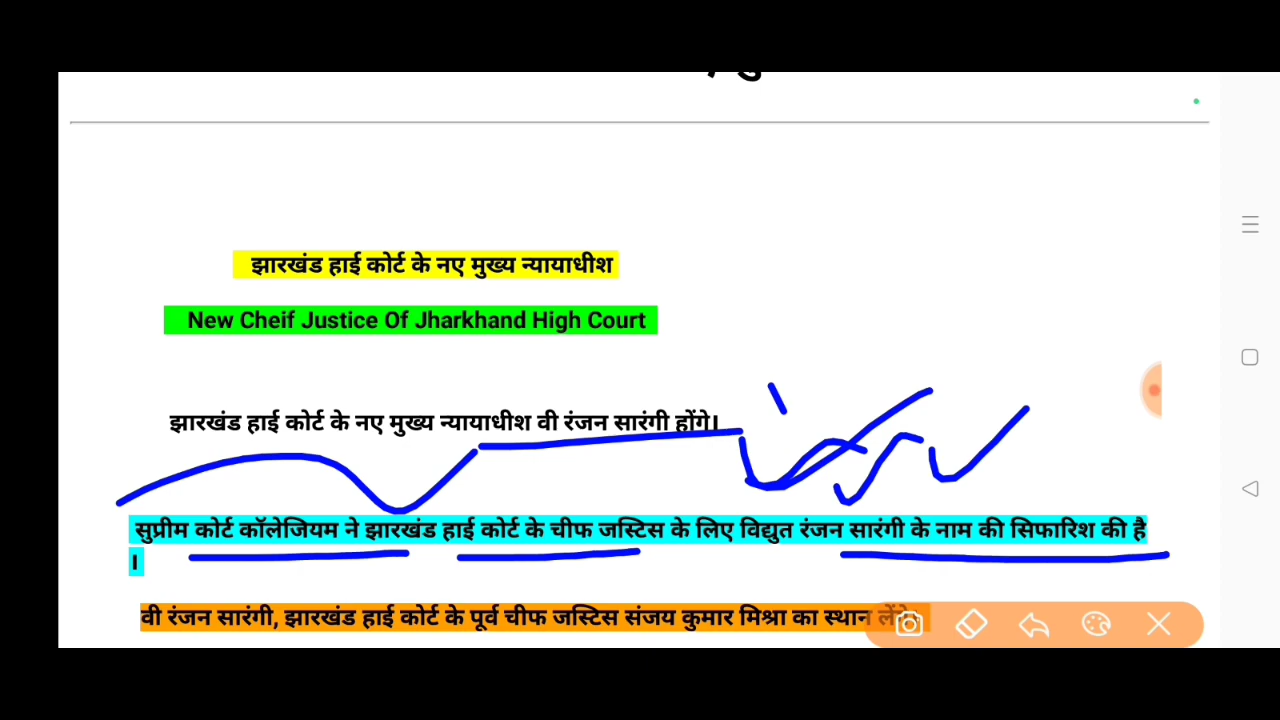 झारखंड हाई कोर्ट के नए मुख्य न्यायाधीश
New Cheif Justice Of Jharkhand High Court
झारखंड हाई कोर्ट के नए मुख्य न्यायाधीश वी रंजन सारंगी होंगे।
सुप्रीम कोर्ट कॉलेजियम ने झारखंड हाई कोर्ट के चीफ जस्टिस के लिए विद्युत रंजन सारंगी के नाम की सिफारिश की है
।
वी रंजन सारंगी, झारखंड हाई कोर्ट के पूर्व चीफ जस्टिस संजय कुमार मिश्रा का स्थान लेंगे